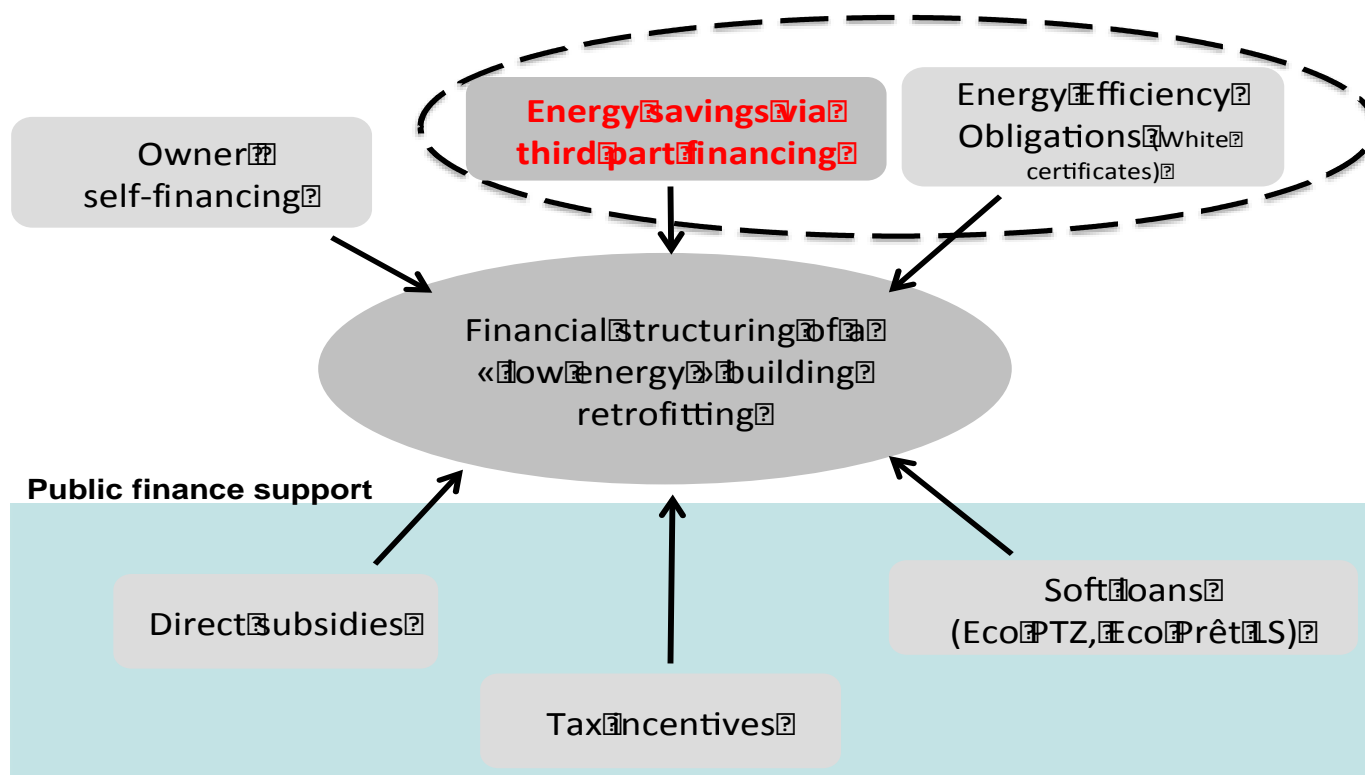 Energy savings via
third part financing
Energy Efficiency
Obligations (White
certificates)
Owner
self-financing
Financial structuring of a
« low energy » building
retrofitting
Public finance support
Direct subsidies
Soft loans
(Eco PTZ, Eco Prêt LS)
Tax incentives